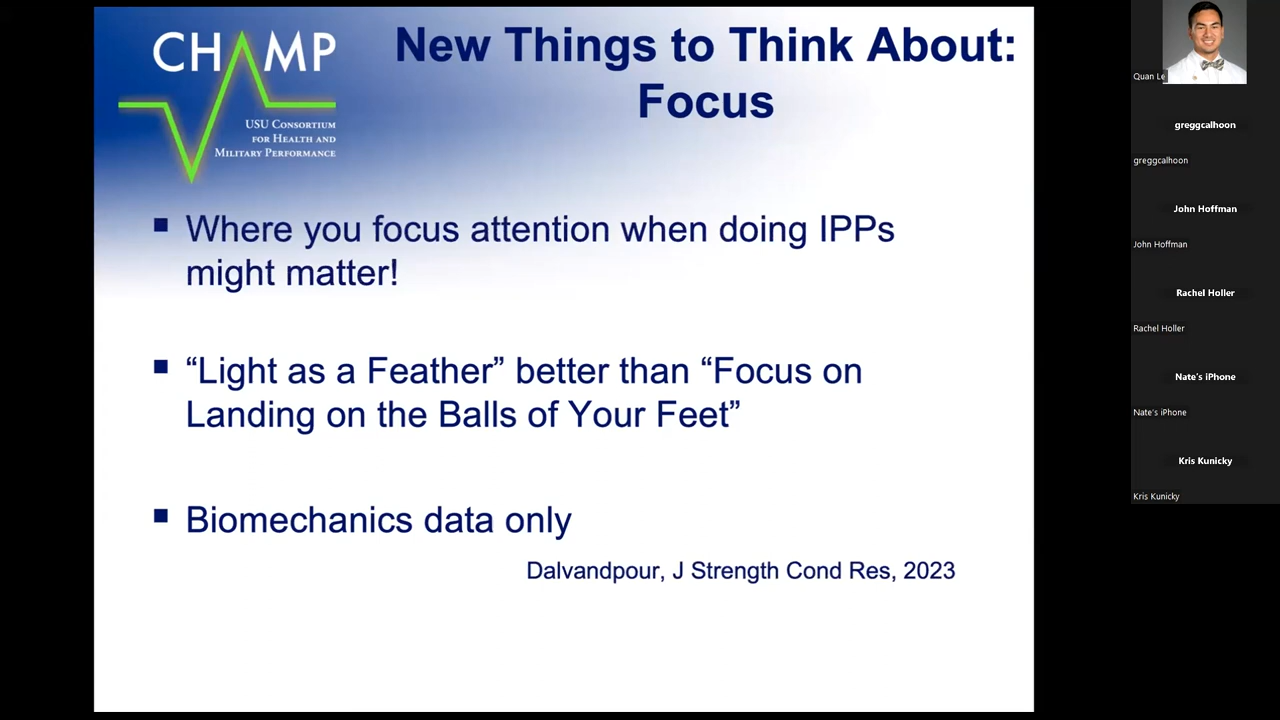 CHAMP
USU CONSORTIUM
FOR HEALTH AND
MILITARY PERFORMANCE
New Things to Think About:
Focus
▪ Where you focus attention when doing IPPs
might matter!
▪ “Light as a Feather” better than “Focus on
Landing on the Balls of Your Feet”
▪ Biomechanics data only
Dalvandpour, J Strength Cond Res, 2023
Quan Le
greggcalhoon
greggcalhoon
John Hoffman
John Hoffman
Rachel Holler
Rachel Holler
Nate's iPhone
Nate's iPhone
Kris Kunicky
Kris Kunicky